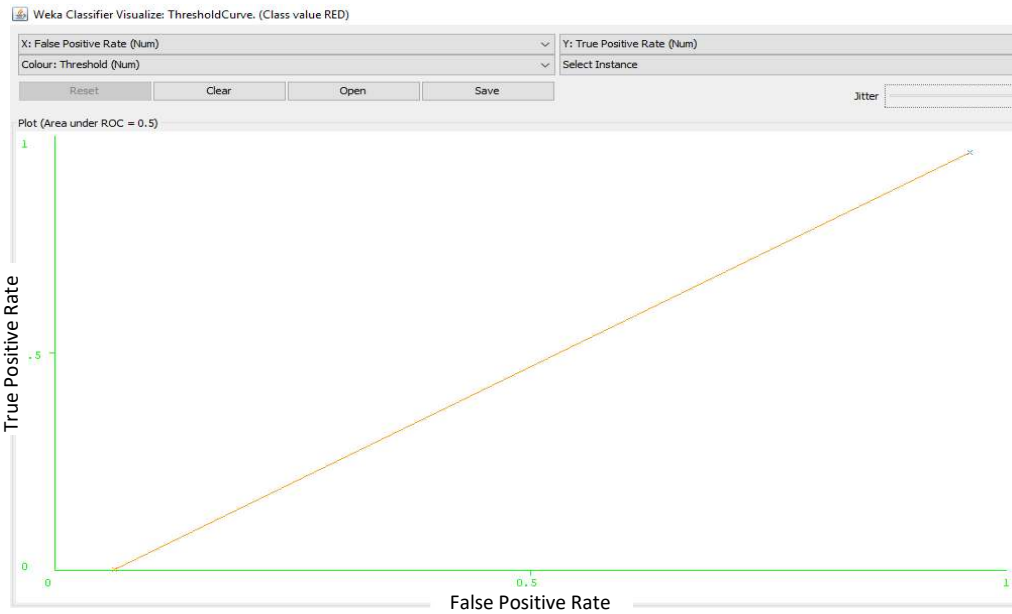 Weka Classifier Visualize: ThresholdCurve. (Class value RED)
X: False Positive Rate (Num)
Y: True Positive Rate (Num)
Colour: Threshold (Num)
Select Instance
Reset
Clear
Open
Save
Jitter
Plot (Area under ROC = 0.5)
1
True Positive Rate
.5
0
0
0.5
1
False Positive Rate